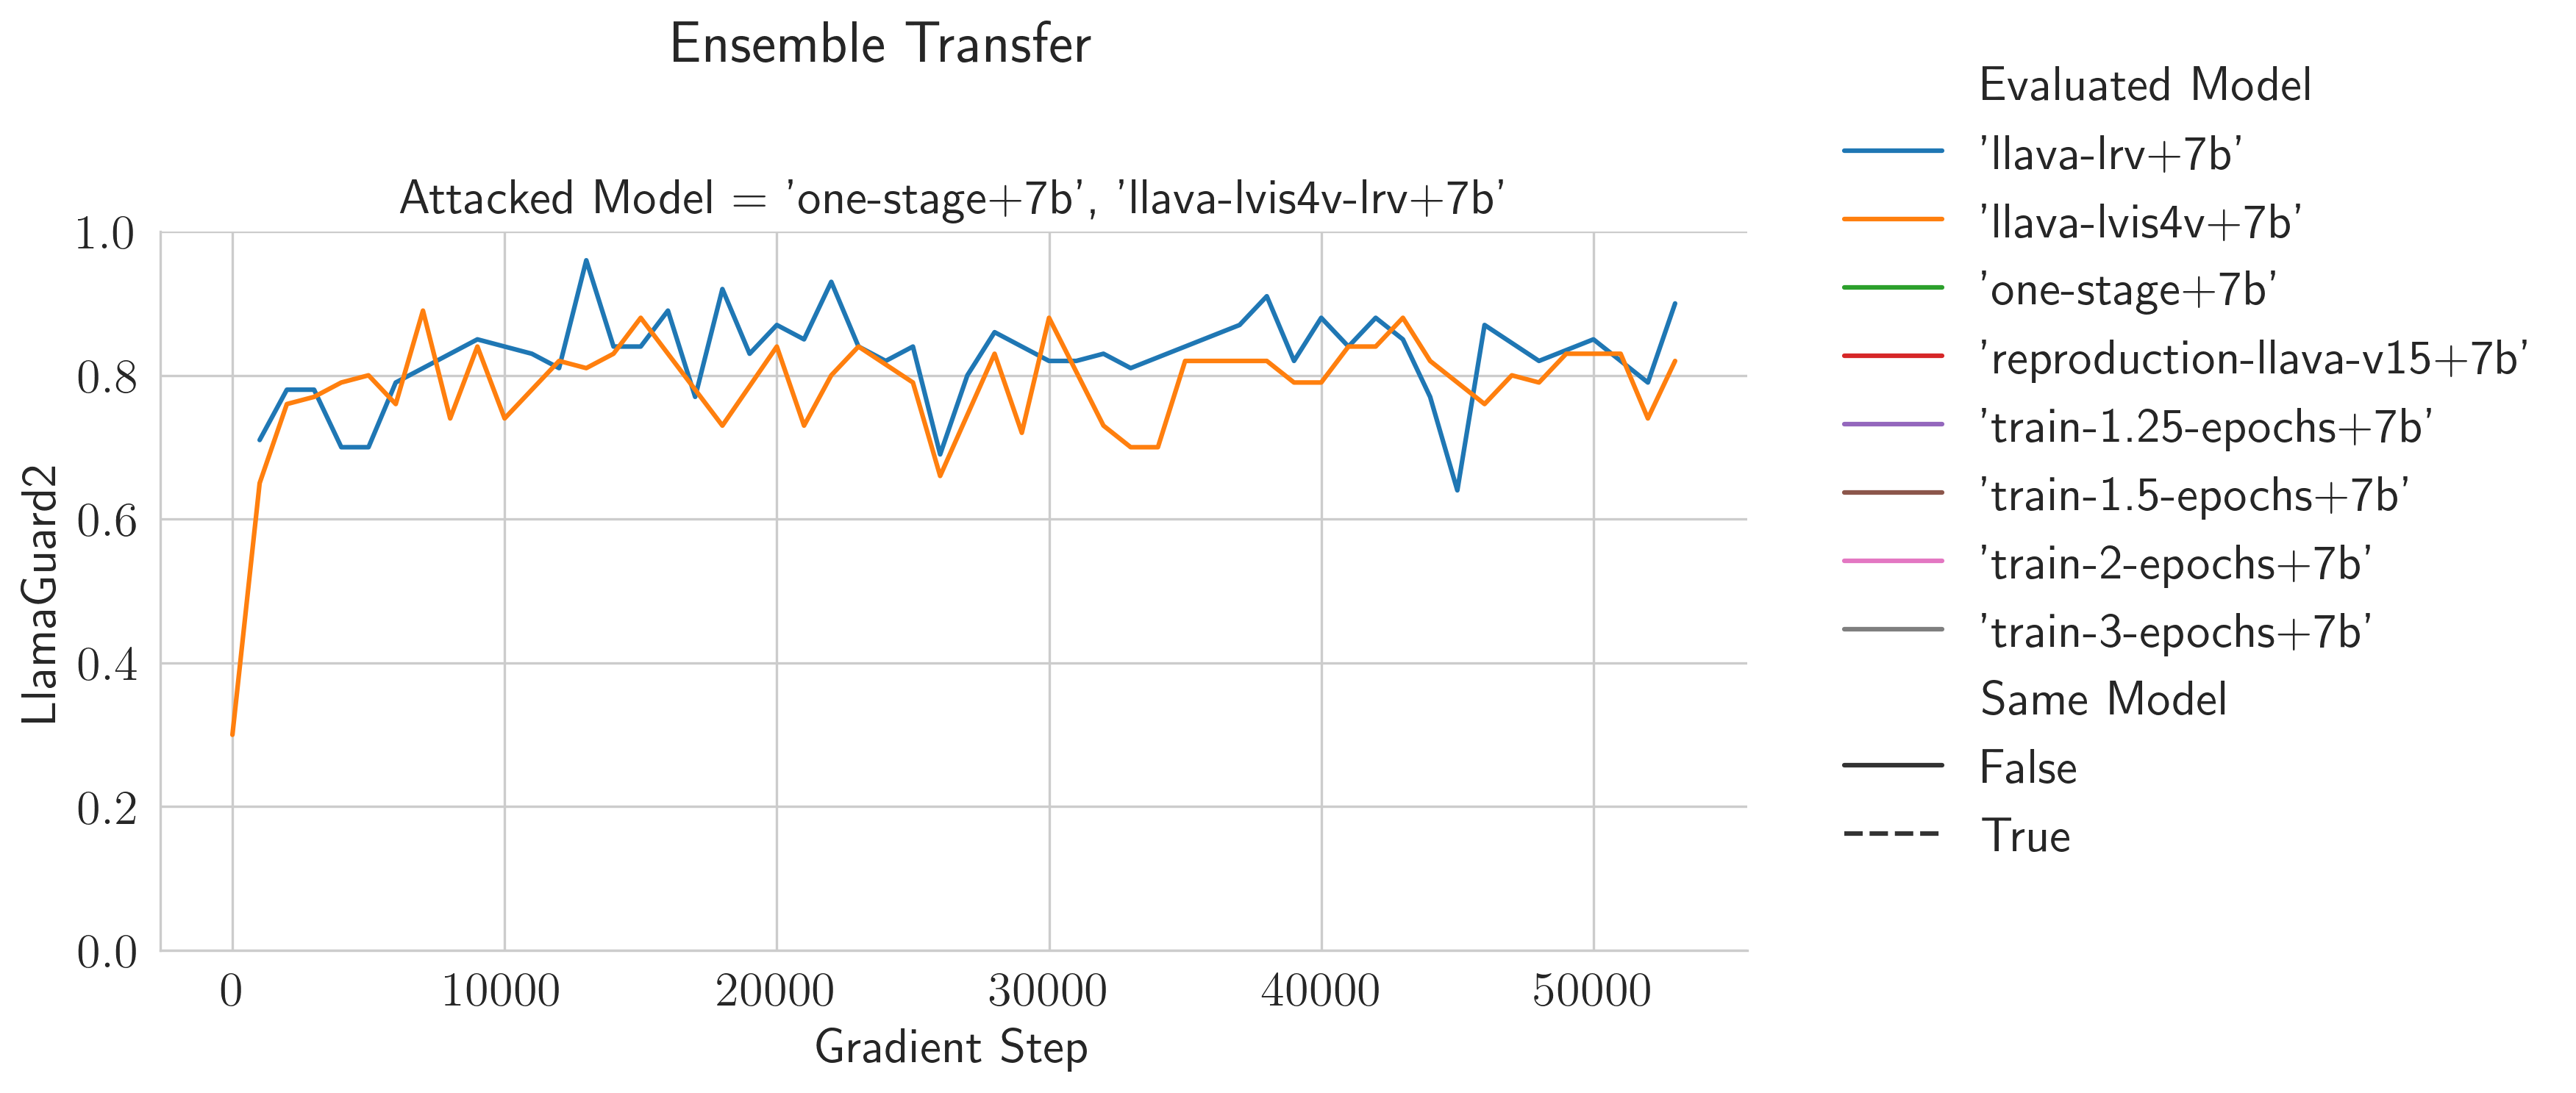 Ensemble Transfer
Attacked Model = 'one-stage+7b', 'llava-lvis4v-lrv+7b'
LlamaGuard2
1.0
0.8
0.6
0.4
0.2
0.0
0 10000 20000 30000 40000 50000
Gradient Step
Evaluated Model
'llava-lrv+7b'
'llava-lvis4v+7b'
'one-stage+7b'
'reproduction-llava-v15+7b'
'train-1.25-epochs+7b'
'train-1.5-epochs+7b'
'train-2-epochs+7b'
'train-3-epochs+7b'
Same Model
False
True